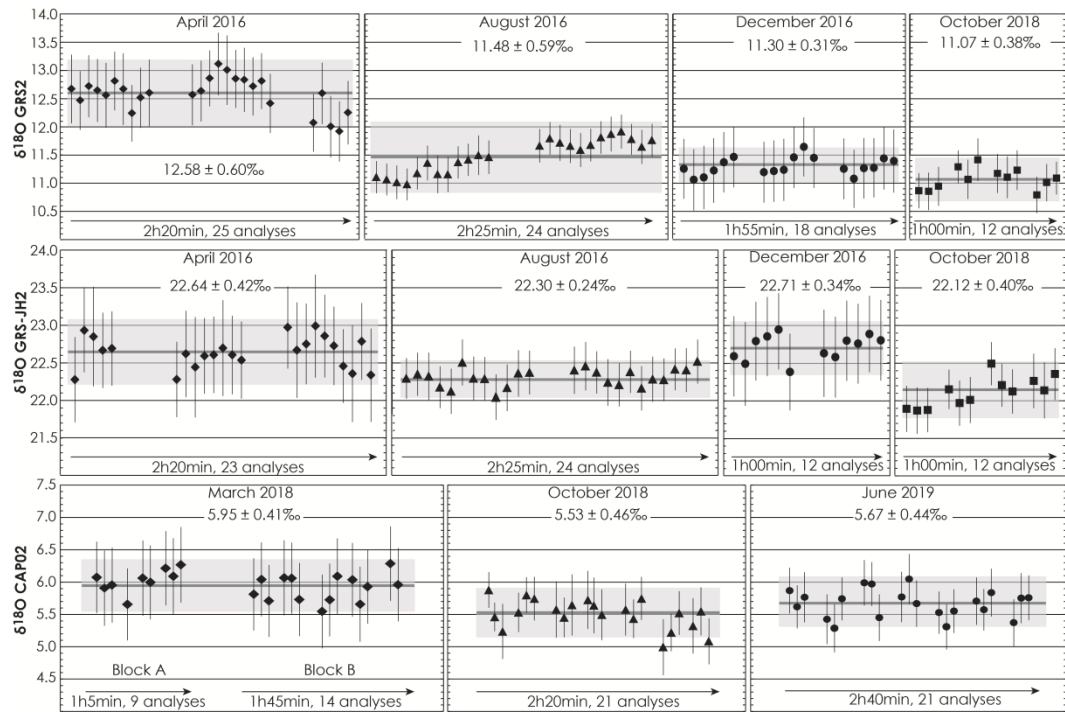 April 2016
August 2016
December 2016
October 2018
14.0
13.5
13.0
12.5
12.0
11.5
11.0
10.5
δ¹⁸O GRS2
11.48 ± 0.59‰
11.30 ± 0.31‰
11.07 ± 0.38‰
12.58 ± 0.60‰
2h20min, 25 analyses
2h25min, 24 analyses
1h55min, 18 analyses
1h00min, 12 analyses
April 2016
August 2016
December 2016
October 2018
24.0
23.5
23.0
22.5
22.0
21.5
δ¹⁸O GRS-JH2
22.64 ± 0.42‰
22.30 ± 0.24‰
22.71 ± 0.34‰
22.12 ± 0.40‰
2h20min, 23 analyses
2h25min, 24 analyses
1h00min, 12 analyses
1h00min, 12 analyses
March 2018
October 2018
June 2019
7.5
7.0
6.5
6.0
5.5
5.0
4.5
δ¹⁸O CAP02
5.95 ± 0.41‰
5.53 ± 0.46‰
5.67 ± 0.44‰
Block A
Block B
1h5min, 9 analyses
1h45min, 14 analyses
2h20min, 21 analyses
2h40min, 21 analyses